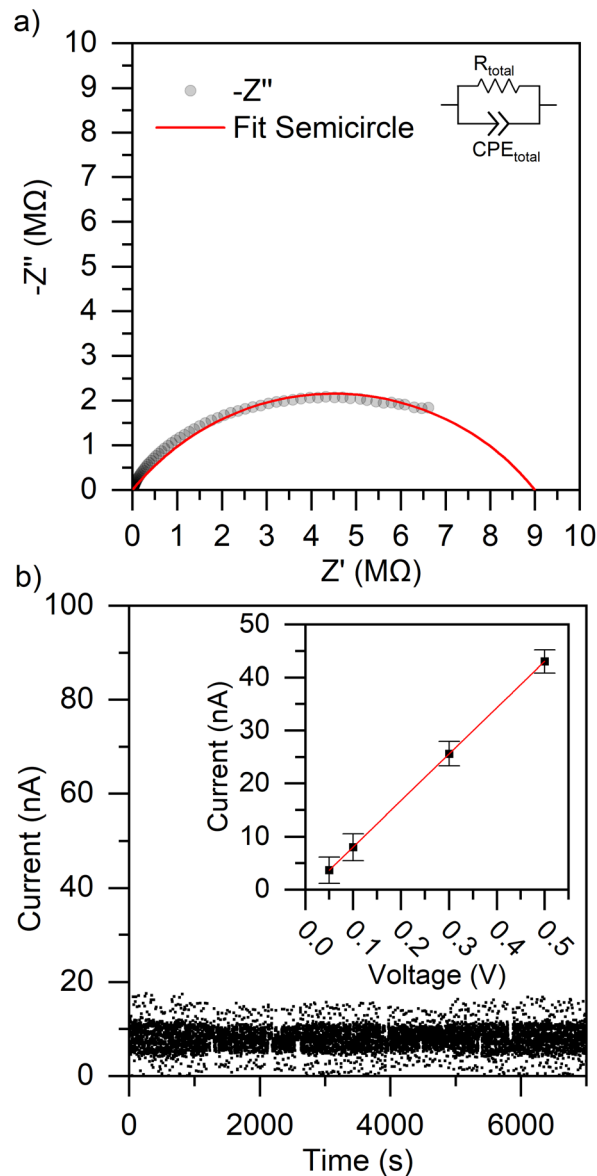 a)
10
9
8
7
6
5
4
3
2
1
0
-Z'' (MΩ)
-Z''
Fit Semicircle
R_total
CPE_total
0 1 2 3 4 5 6 7 8 9 10
Z' (MΩ)
b)
100
80
60
40
20
0
Current (nA)
50
40
30
20
10
0
Current (nA)
0.0 0.1 0.2 0.3 0.4 0.5
Voltage (V)
0 2000 4000 6000
Time (s)